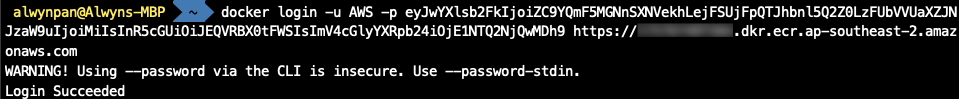 alwynpan@Alwyns-MBP ~ docker login -u AWS -p eyJwYXlsb2FkIjoiZC9YQmF5MGNnSXNVekhLejFSUjFpQTJhbnl5Q2Z0LzFUbVVUaXZJN
JzaW9uIjoiMiIsInR5cGUiOiJEQVRBX0tFWSIsImV4cGlyYXRpb24iOjE1NTQ2NjQwMDh9 https:// .dkr.ecr.ap-southeast-2.amaz
onaws.com
WARNING! Using --password via the CLI is insecure. Use --password-stdin.
Login Succeeded